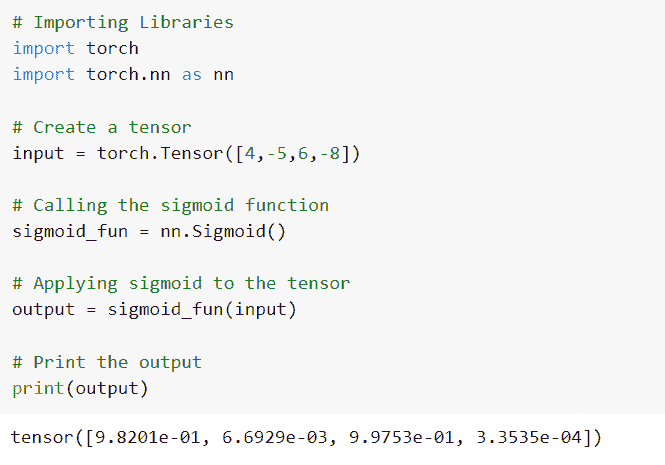 # Importing Libraries
import torch
import torch.nn as nn
# Create a tensor
input = torch.Tensor([4,-5,6,-8])
# Calling the sigmoid function
sigmoid_fun = nn.Sigmoid()
# Applying sigmoid to the tensor
output = sigmoid_fun(input)
# Print the output
print(output)
tensor([9.8201e-01, 6.6929e-03, 9.9753e-01, 3.3535e-04])